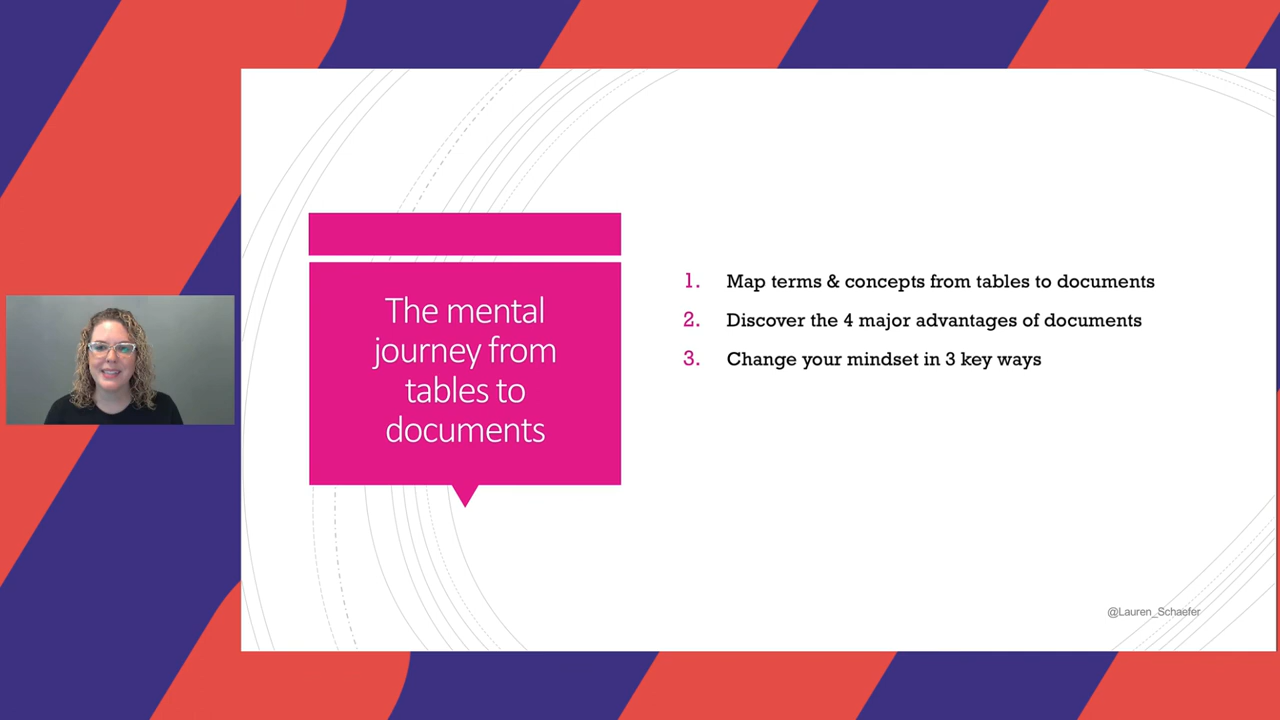 The mental
journey from
tables to
documents
1. Map terms & concepts from tables to documents
2. Discover the 4 major advantages of documents
3. Change your mindset in 3 key ways
@Lauren_Schaefer